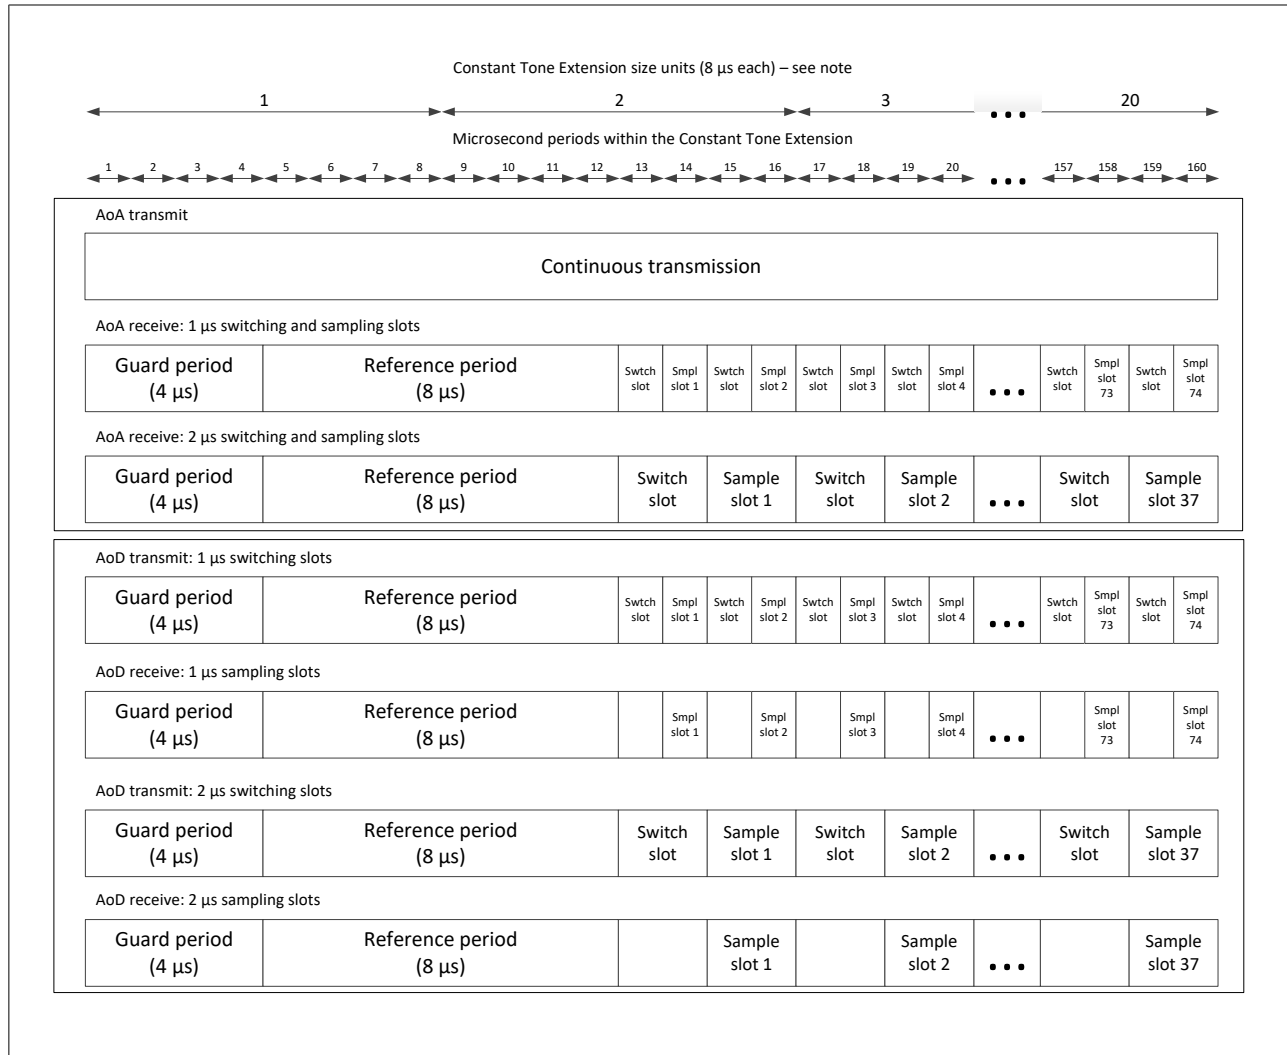 Constant Tone Extension size units (8 µs each) – see note
1 2 3 ... 20
Microsecond periods within the Constant Tone Extension
1 2 3 4 5 6 7 8 9 10 11 12 13 14 15 16 17 18 19 20 ... 157 158 159 160
AoA transmit
Continuous transmission
AoA receive: 1 µs switching and sampling slots
Guard period Reference period Swtch Smpl Swtch Smpl Swtch Smpl Swtch Smpl Swtch Smpl Swtch Smpl
(4 µs) (8 µs) slot slot 1 slot slot 2 slot slot 3 slot slot 4 ... slot slot slot slot
73 74
AoA receive: 2 µs switching and sampling slots
Guard period Reference period Switch Sample Switch Sample Switch Sample
(4 µs) (8 µs) slot slot 1 slot slot 2 ... slot slot 37
AoD transmit: 1 µs switching slots
Guard period Reference period Swtch Smpl Swtch Smpl Swtch Smpl Swtch Smpl Swtch Smpl Swtch Smpl
(4 µs) (8 µs) slot slot 1 slot slot 2 slot slot 3 slot slot 4 ... slot slot slot slot
73 74
AoD receive: 1 µs sampling slots
Guard period Reference period Smpl Smpl Smpl Smpl Smpl Smpl
(4 µs) (8 µs) slot 1 slot 2 slot 3 slot 4 ... slot slot
73 74
AoD transmit: 2 µs switching slots
Guard period Reference period Switch Sample Switch Sample Switch Sample
(4 µs) (8 µs) slot slot 1 slot slot 2 ... slot slot 37
AoD receive: 2 µs sampling slots
Guard period Reference period Sample Sample Sample
(4 µs) (8 µs) slot 1 slot 2 ... slot 37